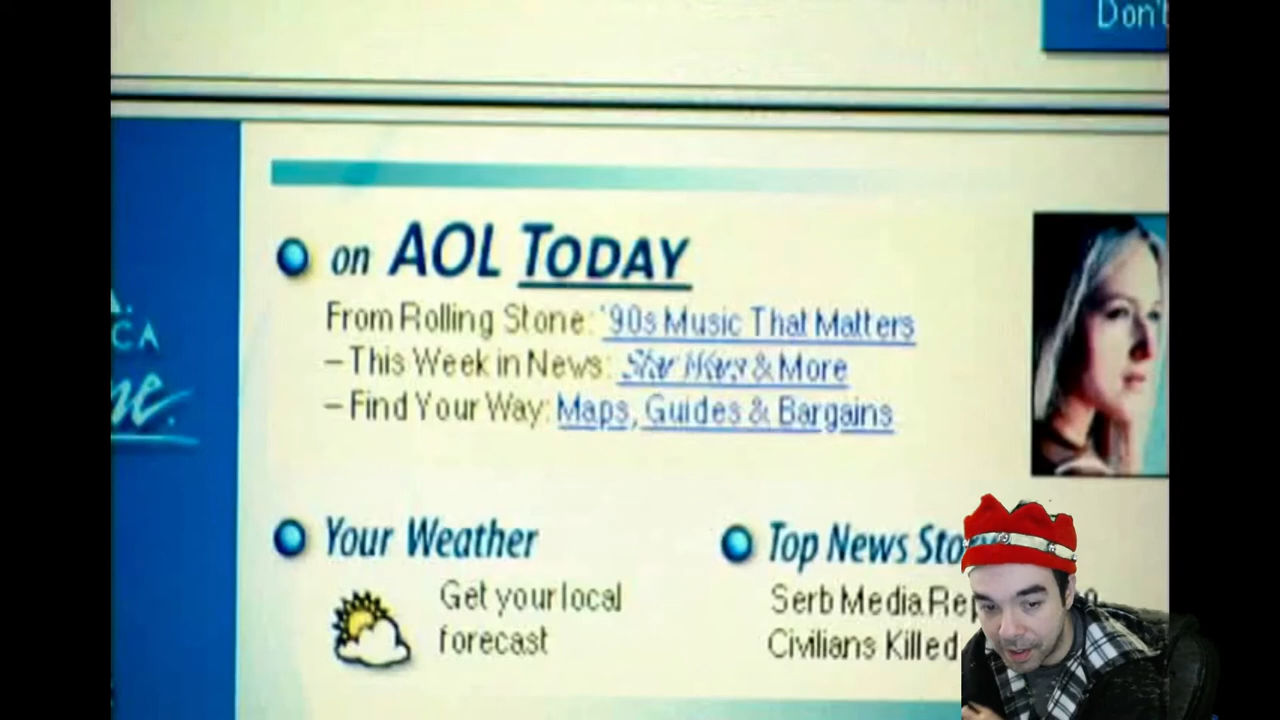 Don't
on AOL TODAY
From Rolling Stone: '90s Music That Matters
– This Week in News: Star Wars & More
– Find Your Way: Maps, Guides & Bargains
CA
Your Weather
Top News Sto
Get your local
forecast
Serb Media Rep
Civilians Killed